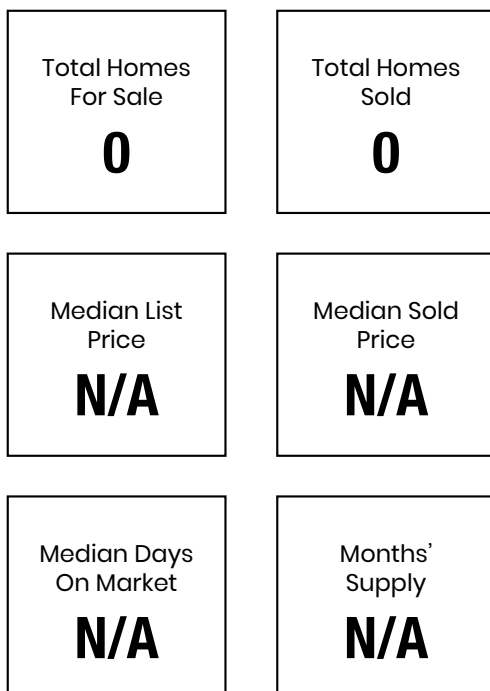 Total Homes
For Sale
0
Total Homes
Sold
0
Median List
Price
N/A
Median Sold
Price
N/A
Median Days
On Market
N/A
Months’
Supply
N/A